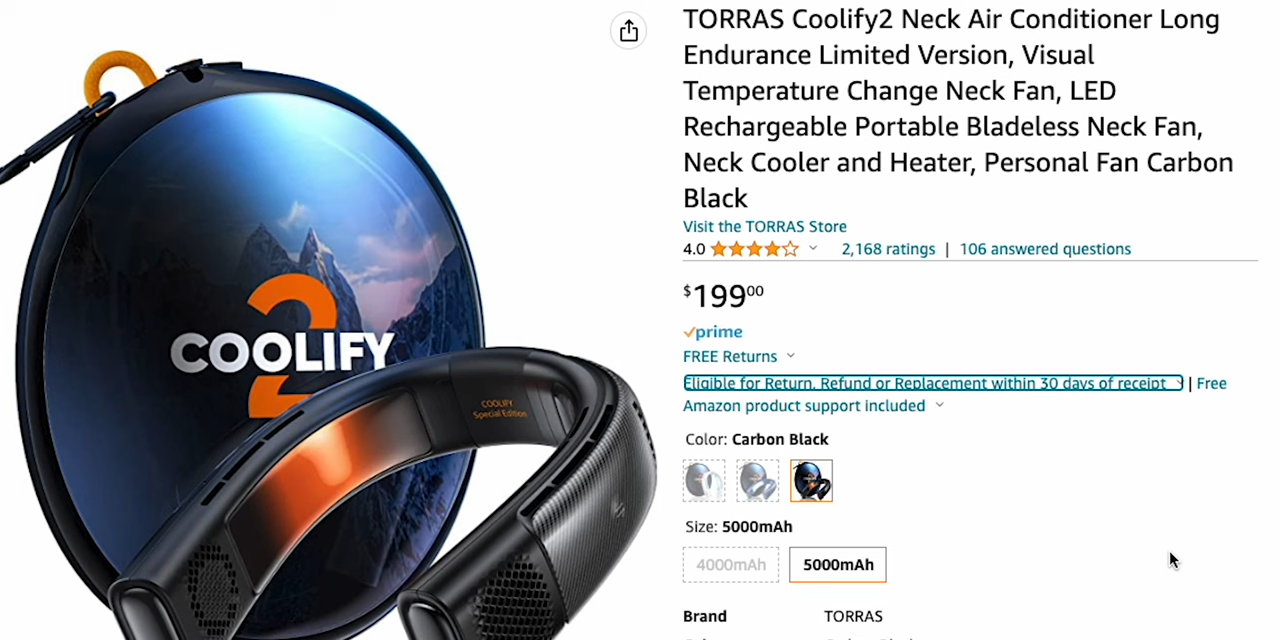 TORRAS Coolify2 Neck Air Conditioner Long
Endurance Limited Version, Visual
Temperature Change Neck Fan, LED
Rechargeable Portable Bladeless Neck Fan,
Neck Cooler and Heater, Personal Fan Carbon
Black
Visit the TORRAS Store
4.0 2,168 ratings | 106 answered questions
$19900
prime
FREE Returns
Eligible for Return, Refund or Replacement within 30 days of receipt | Free
Amazon product support included
Color: Carbon Black
Size: 5000mAh
4000mAh 5000mAh
Brand TORRAS
2
COOLIFY
COOLIFY
Special Edition